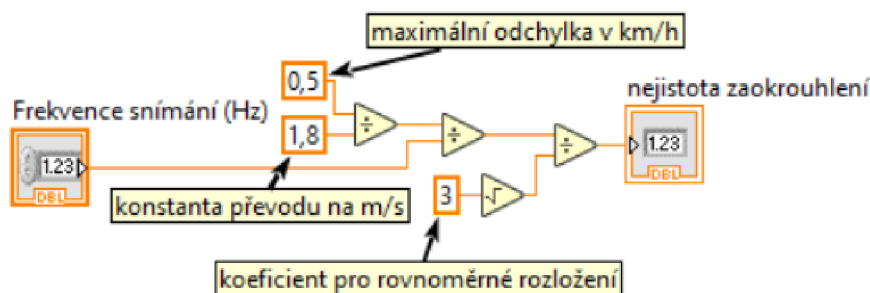 maximální odchylka v km/h
0,5
nejistota zaokrouhlení
Frekvence snímání (Hz)
1,8
÷
÷
÷
1.23
DBL
1.23
DBL
konstanta převodu na m/s
3
√
koeficient pro rovnoměrné rozložení